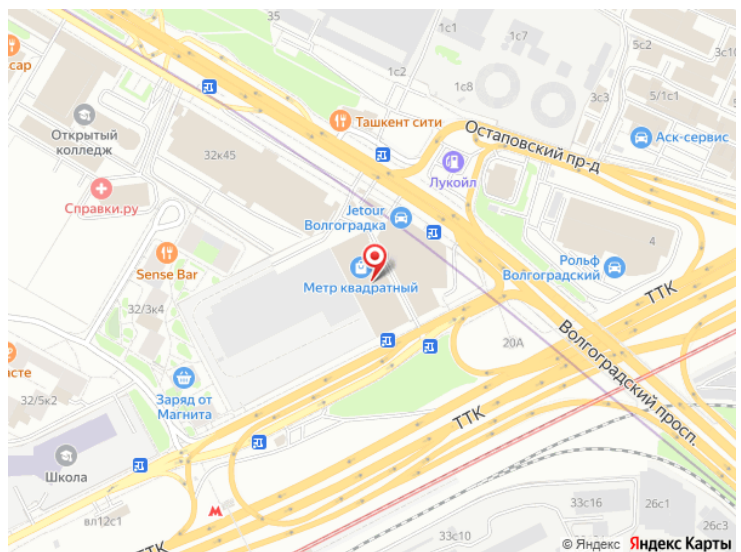 35
1с7
5с2
3с10
1с2
1с8
3с3
5/1с1
сар
Ташкент сити
Остаповский пр-д
Аск-сервис
Открытый
колледж
32к45
Лукойл
Справки.ру
Jetour
Волгоградка
4
Sense Bar
Рольф
Волгоградский
Метр квадратный
ТТК
32/3к4
20А
Волгоградский просп.
сте
Заряд от
Магнита
32/5к2
ТТК
Школа
М
вл12с1
33с16
26с1
33с10
26с3
ТТК
© Яндекс Яндекс Карты